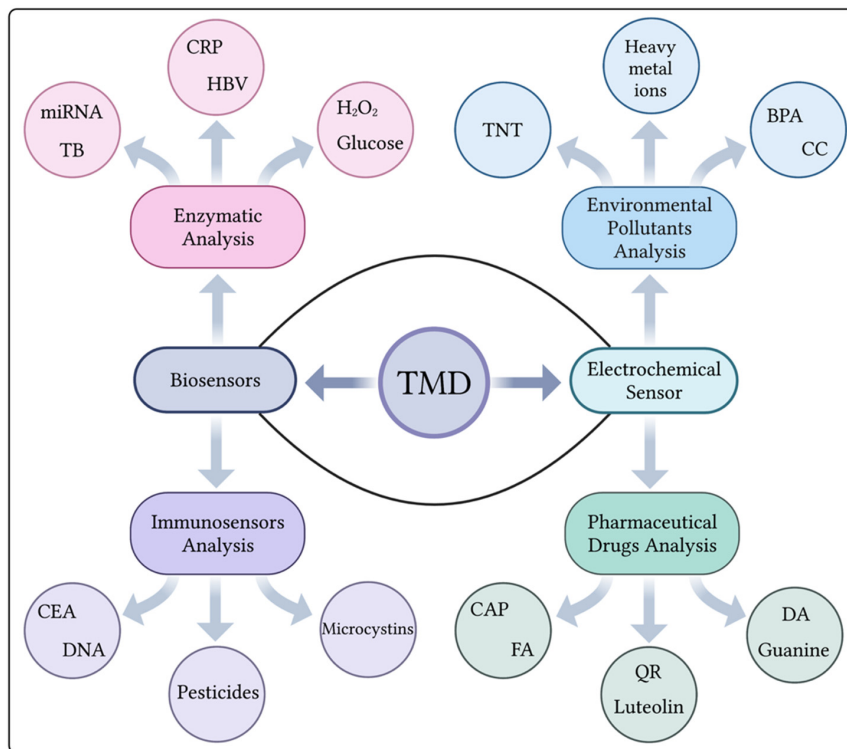 CRP
HBV
miRNA
TB
H₂O₂
Glucose
Enzymatic
Analysis
Heavy
metal
ions
TNT
BPA
CC
Environmental
Pollutants
Analysis
Biosensors
TMD
Electrochemical
Sensor
Immunosensors
Analysis
CEA
DNA
Pesticides
Microcystins
Pharmaceutical
Drugs Analysis
CAP
FA
QR
Luteolin
DA
Guanine